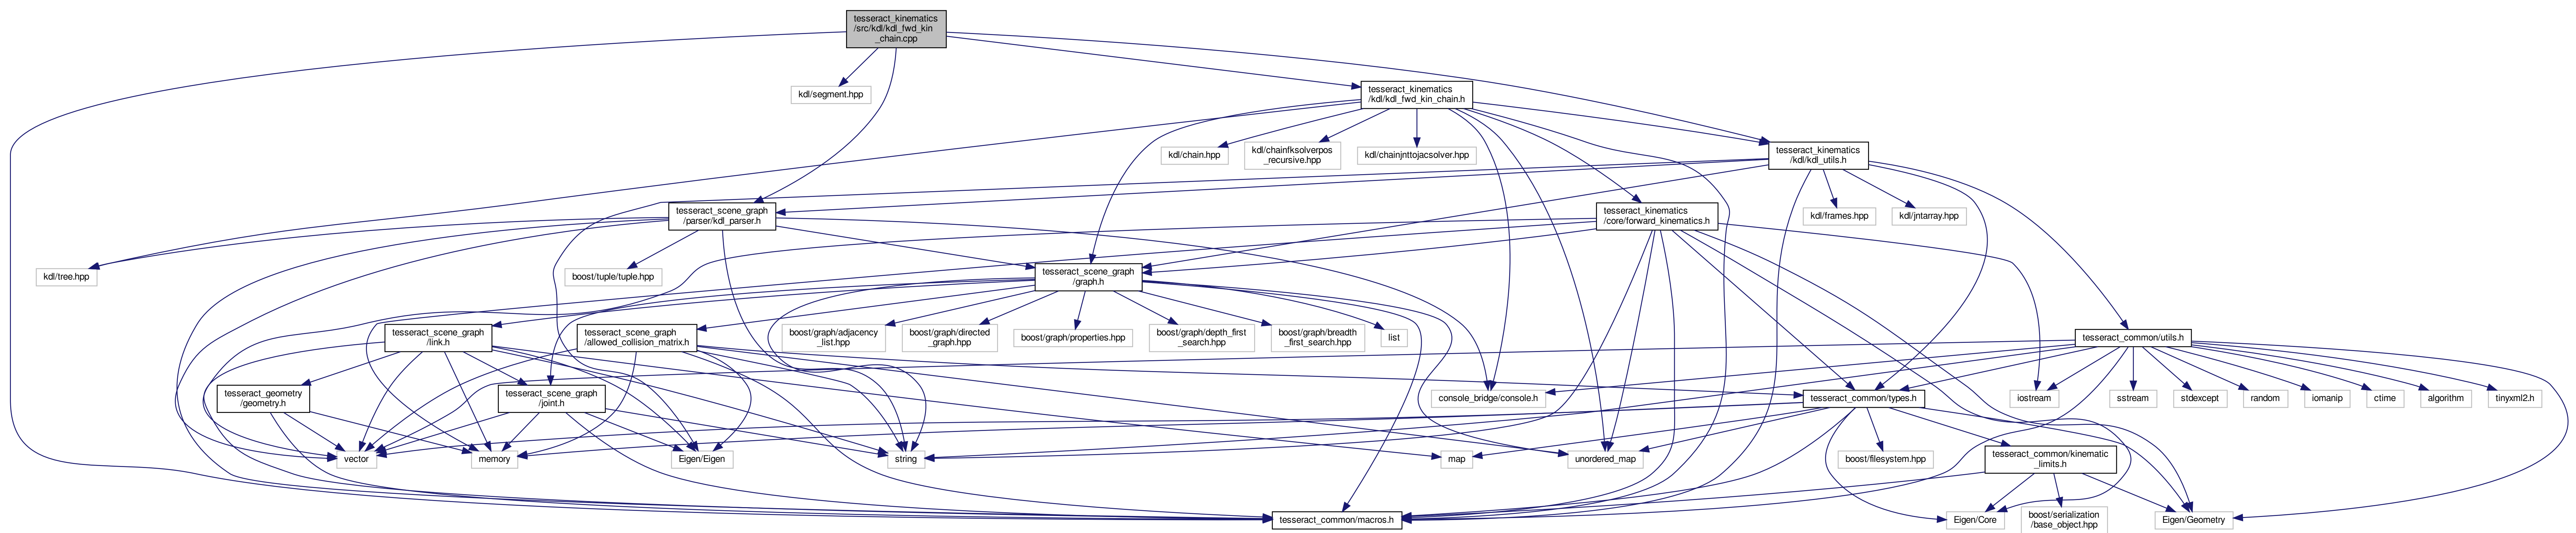 tesseract_kinematics
/src/kdl/kdl_fwd_kin
_chain.cpp
kdl/segment.hpp
tesseract_kinematics
/kdl/kdl_fwd_kin_chain.h
kdl/chain.hpp
kdl/chainfksolverpos
_recursive.hpp
kdl/chainjnttojacsolver.hpp
tesseract_kinematics
/kdl/kdl_utils.h
tesseract_scene_graph
/parser/kdl_parser.h
tesseract_kinematics
/core/forward_kinematics.h
kdl/frames.hpp
kdl/jntarray.hpp
kdl/tree.hpp
boost/tuple/tuple.hpp
tesseract_scene_graph
/graph.h
tesseract_scene_graph
/link.h
tesseract_scene_graph
/allowed_collision_matrix.h
boost/graph/adjacency
_list.hpp
boost/graph/directed
_graph.hpp
boost/graph/properties.hpp
boost/graph/depth_first
_search.hpp
boost/graph/breadth
_first_search.hpp
list
tesseract_common/utils.h
tesseract_geometry
/geometry.h
tesseract_scene_graph
/joint.h
console_bridge/console.h
tesseract_common/types.h
iostream
sstream
stdexcept
random
iomanip
ctime
algorithm
tinyxml2.h
vector
memory
Eigen/Eigen
string
map
unordered_map
boost/filesystem.hpp
tesseract_common/kinematic
_limits.h
tesseract_common/macros.h
Eigen/Core
boost/serialization
/base_object.hpp
Eigen/Geometry